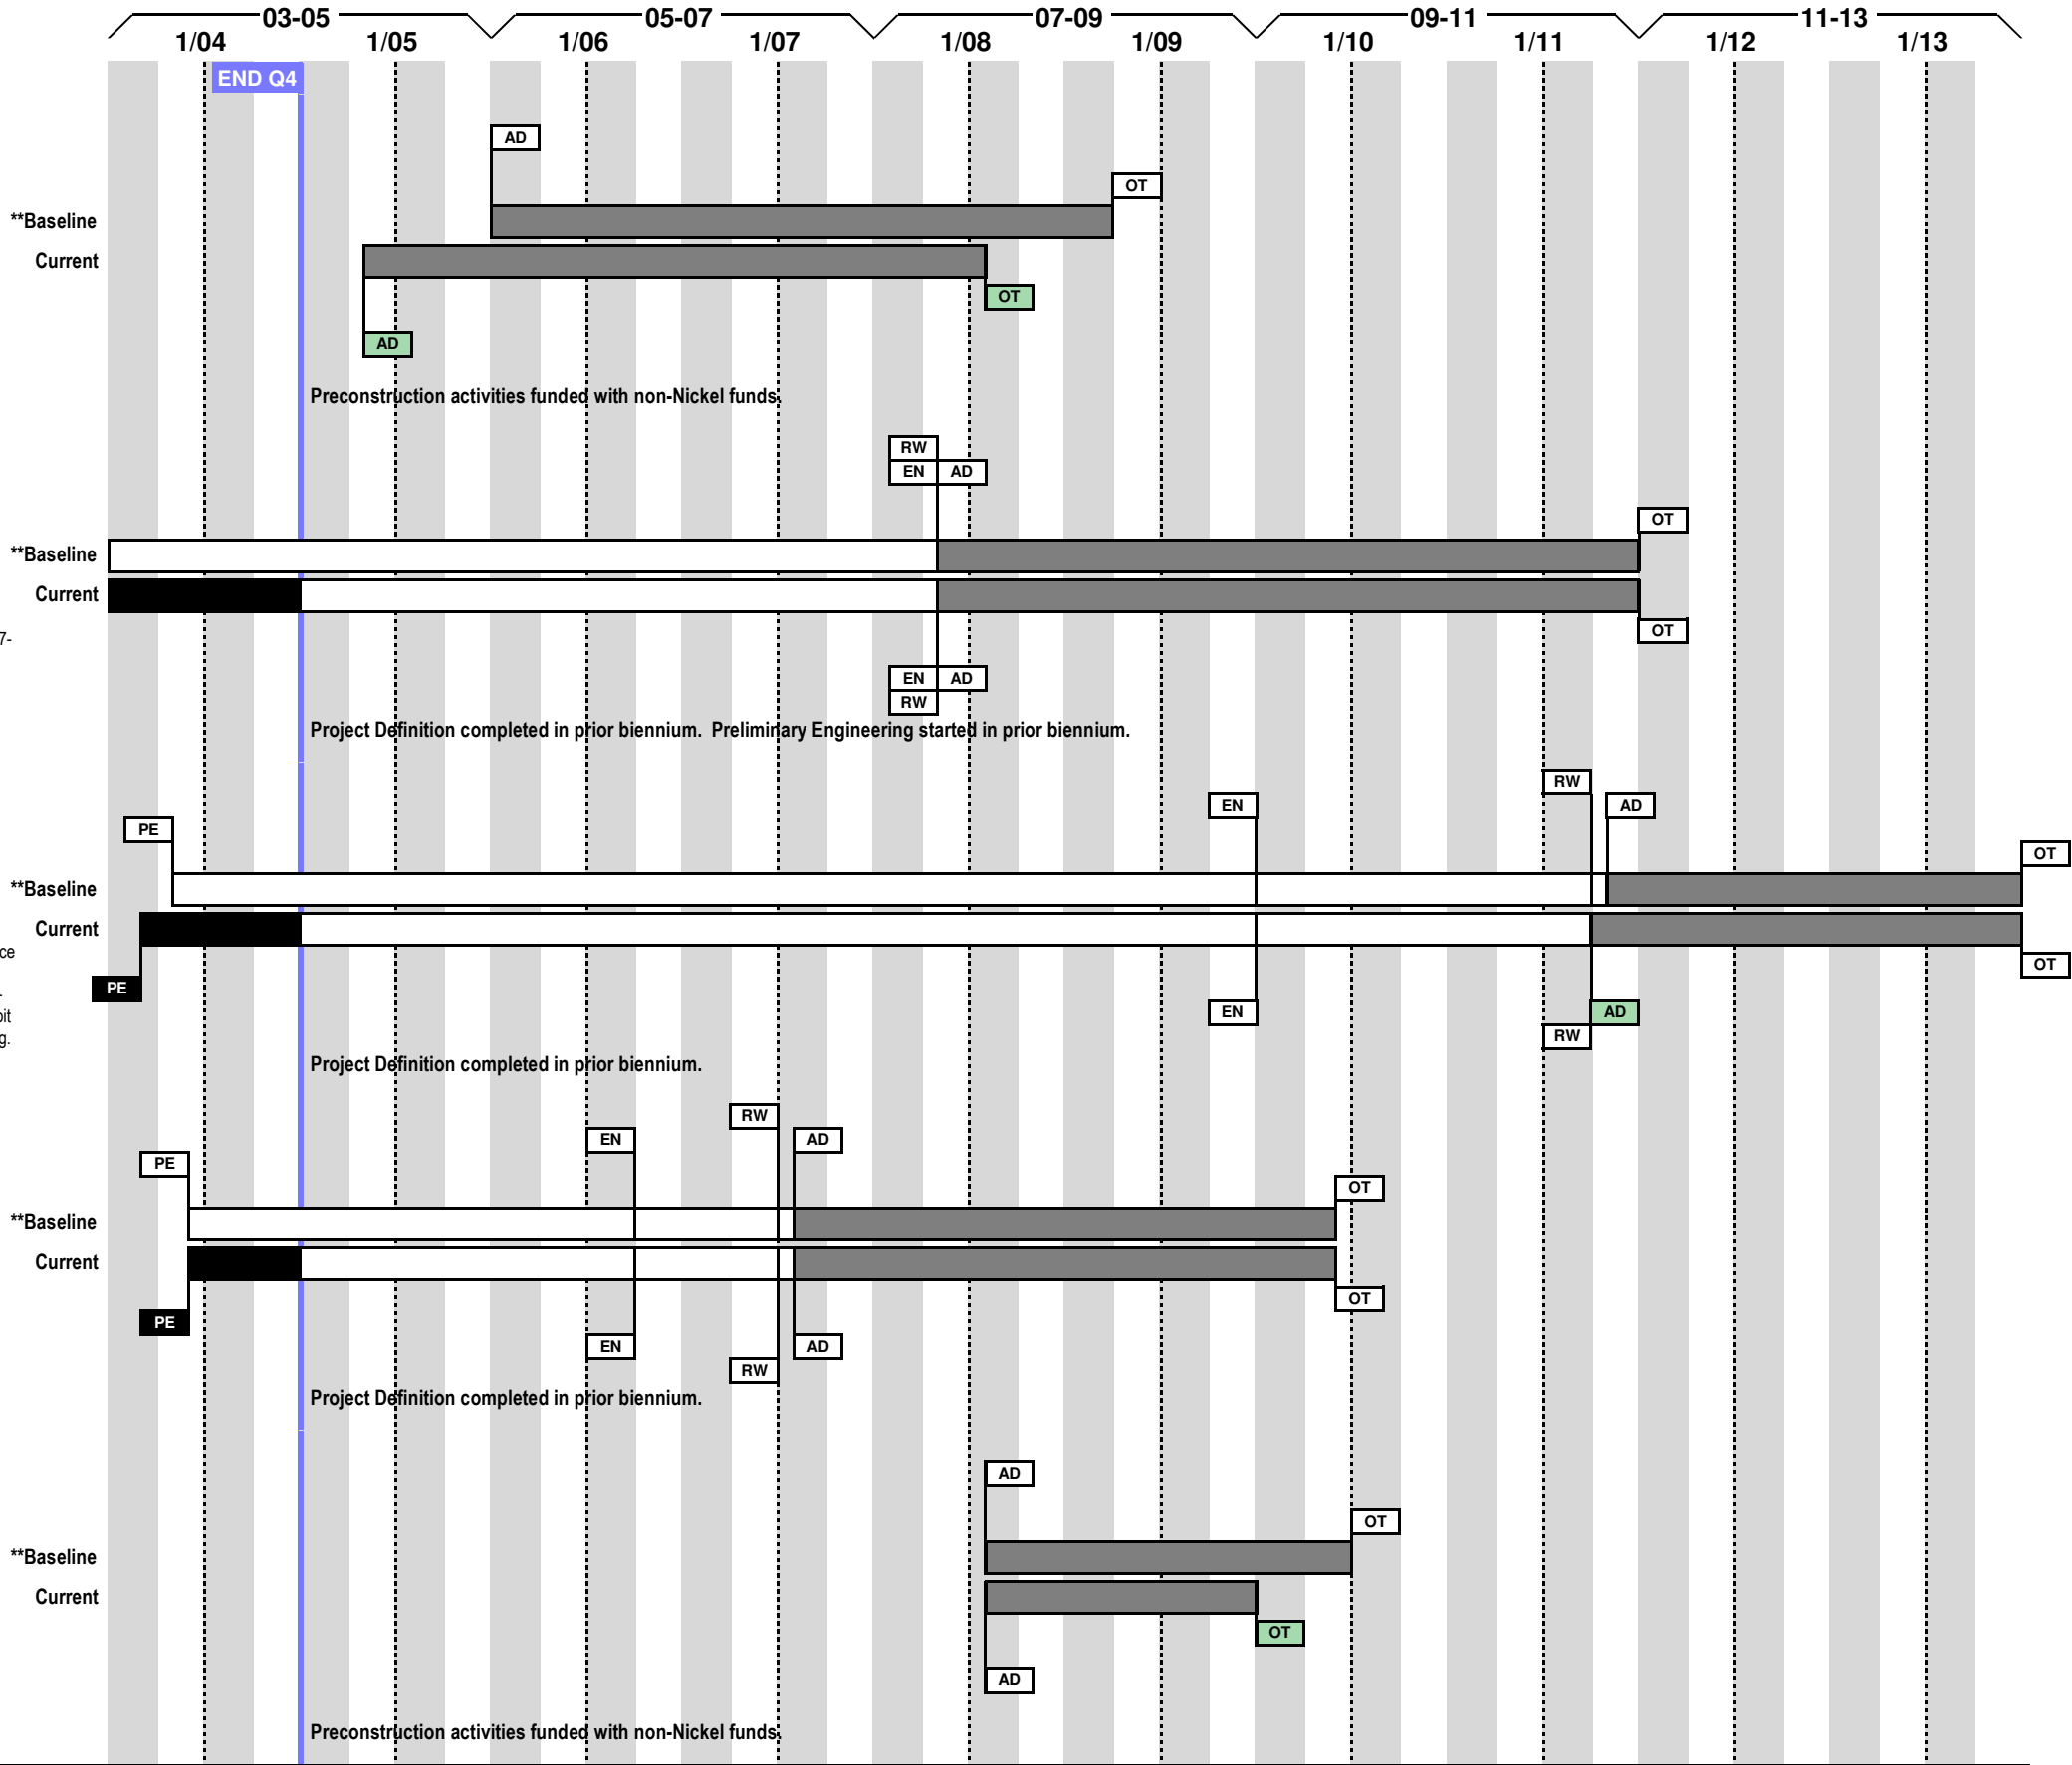 03-05 05-07 07-09 09-11 11-13
1/04 1/05 1/06 1/07 1/08 1/09 1/10 1/11 1/12 1/13
END Q4
AD
OT
**Baseline
Current
OT
AD
Preconstruction activities funded with non-Nickel funds.
RW
EN AD
OT
**Baseline
Current
7-
OT
EN AD
RW
Project Definition completed in prior biennium. Preliminary Engineering started in prior biennium.
RW
EN AD
PE
OT
**Baseline
Current
ce
OT
PE
.
EN AD
oit
RW
g.
Project Definition completed in prior biennium.
RW
EN AD
PE
OT
**Baseline
Current
OT
PE
EN AD
RW
Project Definition completed in prior biennium.
AD
OT
**Baseline
Current
OT
AD
Preconstruction activities funded with non-Nickel funds.